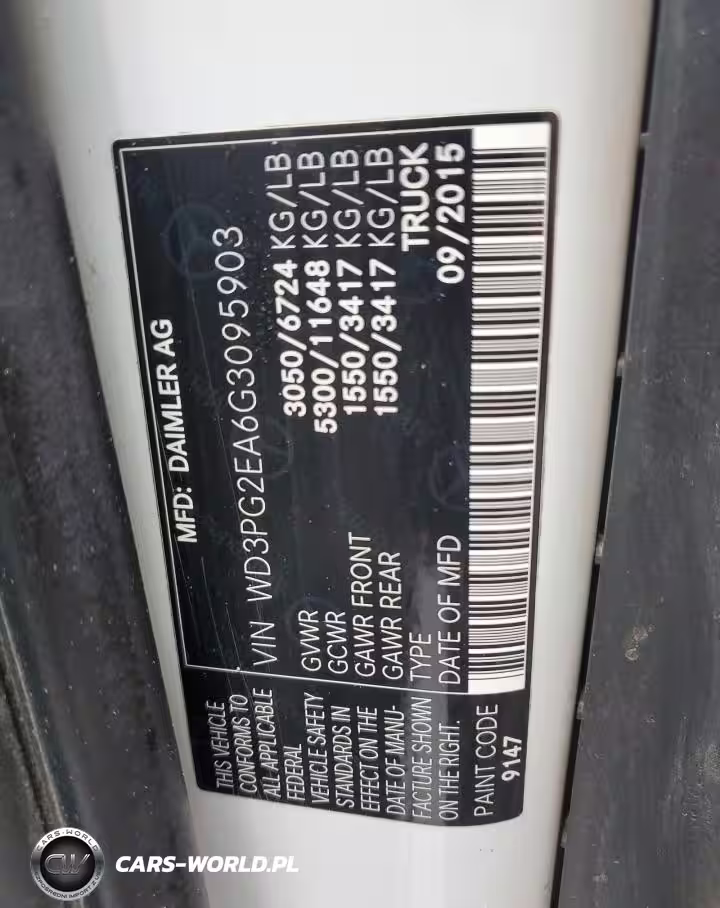 MFD: DAIMLER AG
VIN WD3PG2EA6G3095903
GVWR 3050/6724 KG/LB
GCWR 5300/11648 KG/LB
GAWR FRONT 1550/3417 KG/LB
GAWR REAR 1550/3417 KG/LB
TYPE TRUCK
DATE OF MFD 09/2015
THIS VEHICLE
CONFORMS TO
ALL APPLICABLE
FEDERAL
VEHICLE SAFETY
STANDARDS IN
EFFECT ON THE
DATE OF MANU-
FACTURE SHOWN
ON THE RIGHT.
PAINT CODE
9147
CARS-WORLD
CW
CARS-WORLD.PL